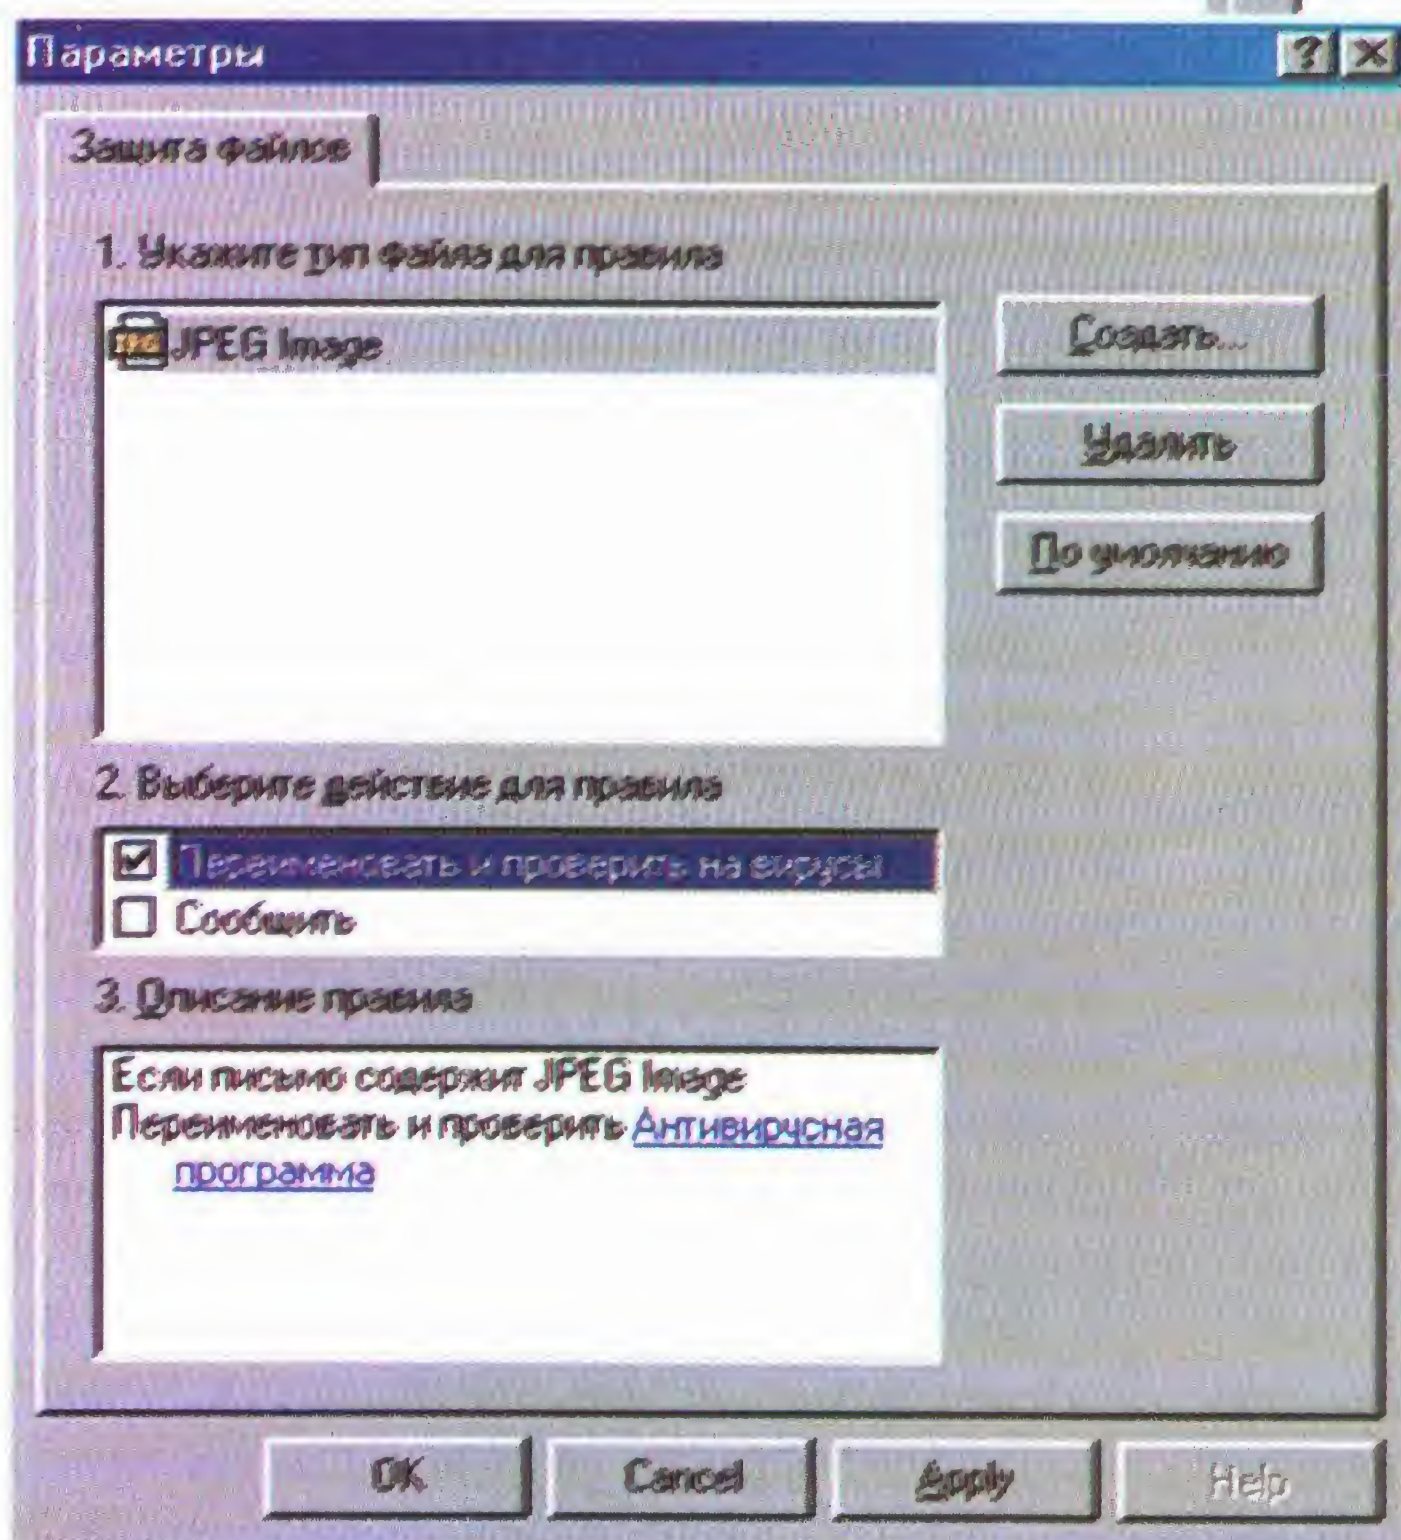 Параметры
Защита файлов
1. Укажите тип файла для правила
JPEG Image
Создать...
Удалить
По умолчанию
2. Выберите действие для правила
Переименовать и проверить на вирусы
Сообщить
3. Описание правила
Если письмо содержит JPEG Image
Переименовать и проверить Антивирусная
программа
OK
Cancel
Apply
Help